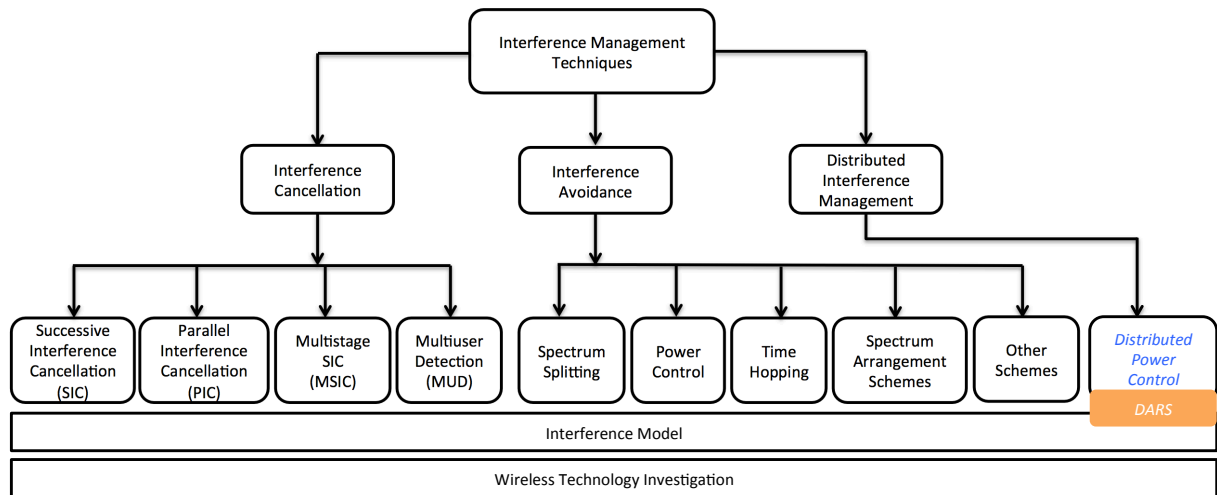 Interference Management
Techniques
Interference
Cancellation
Interference
Avoidance
Distributed
Interference
Management
Successive
Interference
Cancellation
(SIC)
Parallel
Interference
Cancellation
(PIC)
Multistage
SIC
(MSIC)
Multiuser
Detection
(MUD)
Spectrum
Splitting
Power
Control
Time
Hopping
Spectrum
Arrangement
Schemes
Other
Schemes
Distributed
Power
Control
DARS
Interference Model
Wireless Technology Investigation